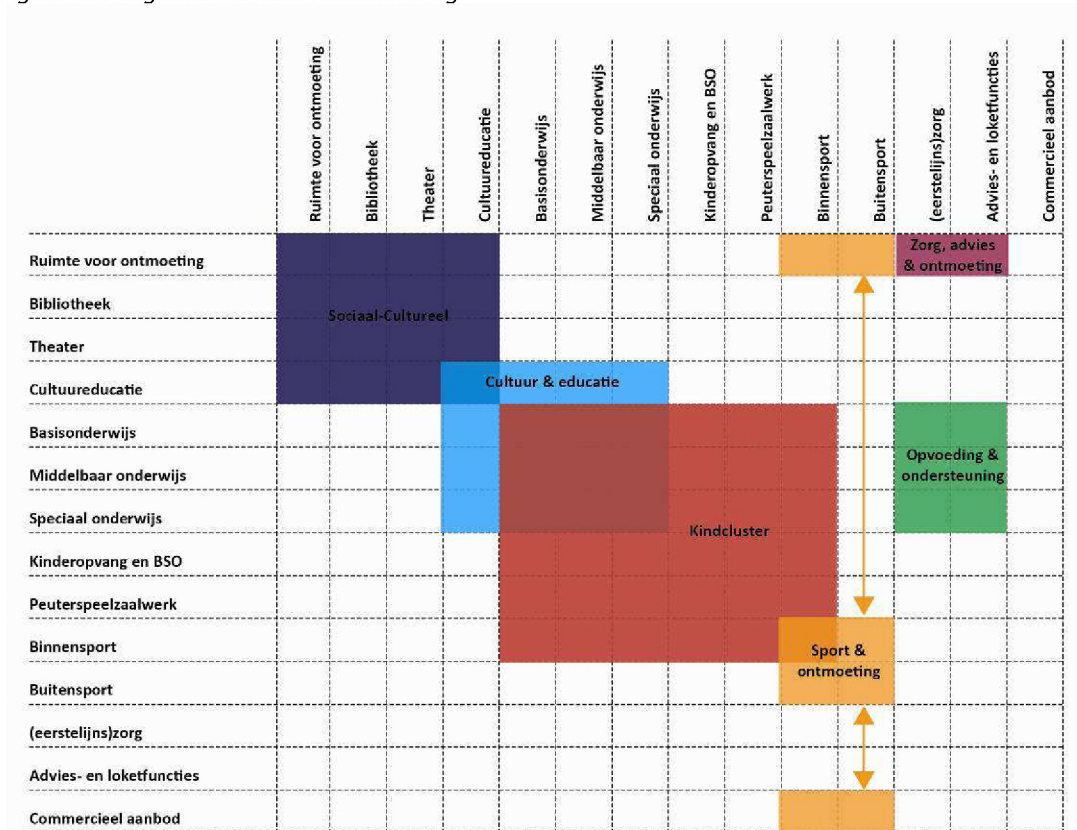 Ruimte voor ontmoeting
Bibliotheek
Theater
Cultuureducatie
Basisonderwijs
Middelbaar onderwijs
Speciaal onderwijs
Kinderopvang en BSO
Peuterspeelzaalwerk
Binnensport
Buitensport
(eerstelijns)zorg
Advies- en loketfuncties
Commercieel aanbod
Ruimte voor ontmoeting
Zorg, advies
& ontmoeting
Bibliotheek
Sociaal-Cultureel
Theater
Cultuureducatie
Cultuur & educatie
Basisonderwijs
Middelbaar onderwijs
Opvoeding &
ondersteuning
Speciaal onderwijs
Kindcluster
Kinderopvang en BSO
Peuterspeelzaalwerk
Binnensport
Sport &
ontmoeting
Buitensport
(eerstelijns)zorg
Advies- en loketfuncties
Commercieel aanbod